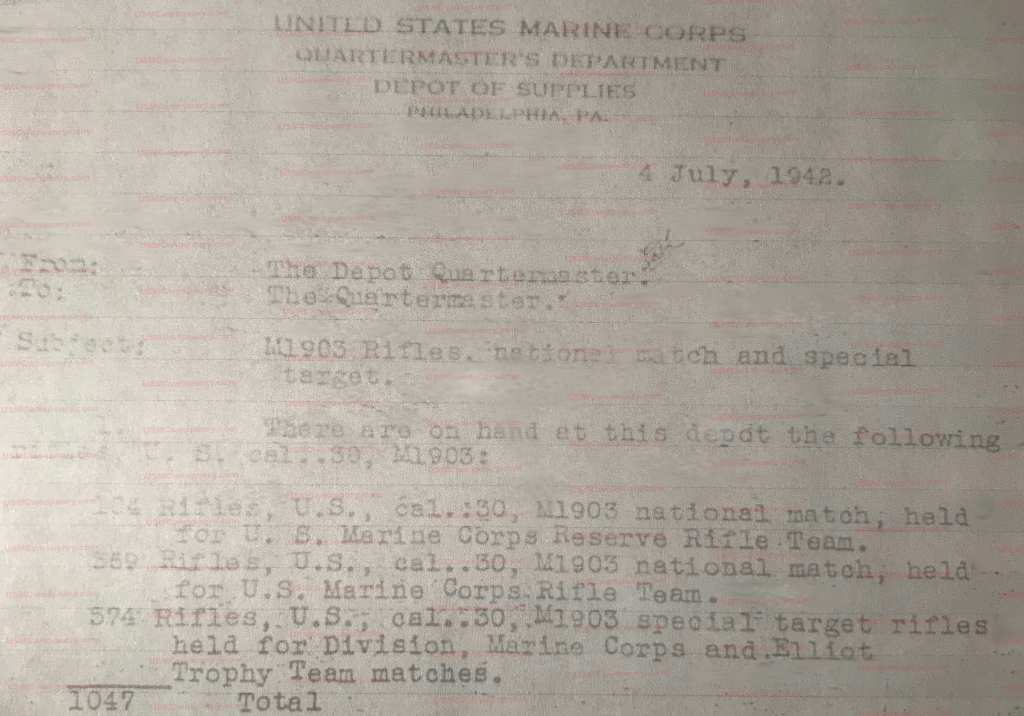 UNITED STATES MARINE CORPS
QUARTERMASTER'S DEPARTMENT
DEPOT OF SUPPLIES
PHILADELPHIA, PA.
4 July, 1942.
From: The Depot Quartermaster.
To: The Quartermaster.
Subject: M1903 Rifles. national match and special
target.
1. There are on hand at this depot the following
rifles, U. S. cal..30, M1903:
104 Rifles, U.S., cal.:30, M1903 national match, held
for U. S. Marine Corps Reserve Rifle Team.
Rifles, U.S., cal..30, M1903 national match, held
for U.S. Marine Corps Rifle Team.
Rifles, U.S., cal..30, M1903 special target rifles
held for Division, Marine Corps and Elliot
Trophy Team matches.
1047 Total